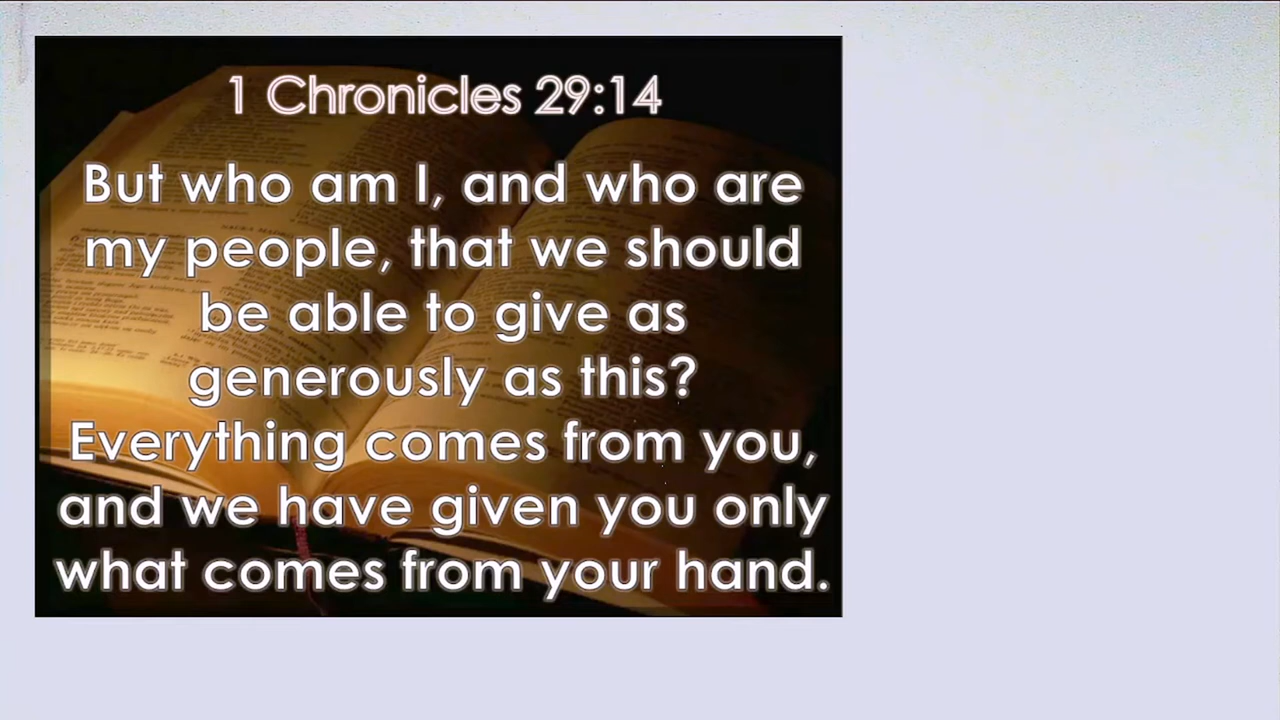 1 Chronicles 29:14
But who am I, and who are
my people, that we should
be able to give as
generously as this?
Everything comes from you,
and we have given you only
what comes from your hand.